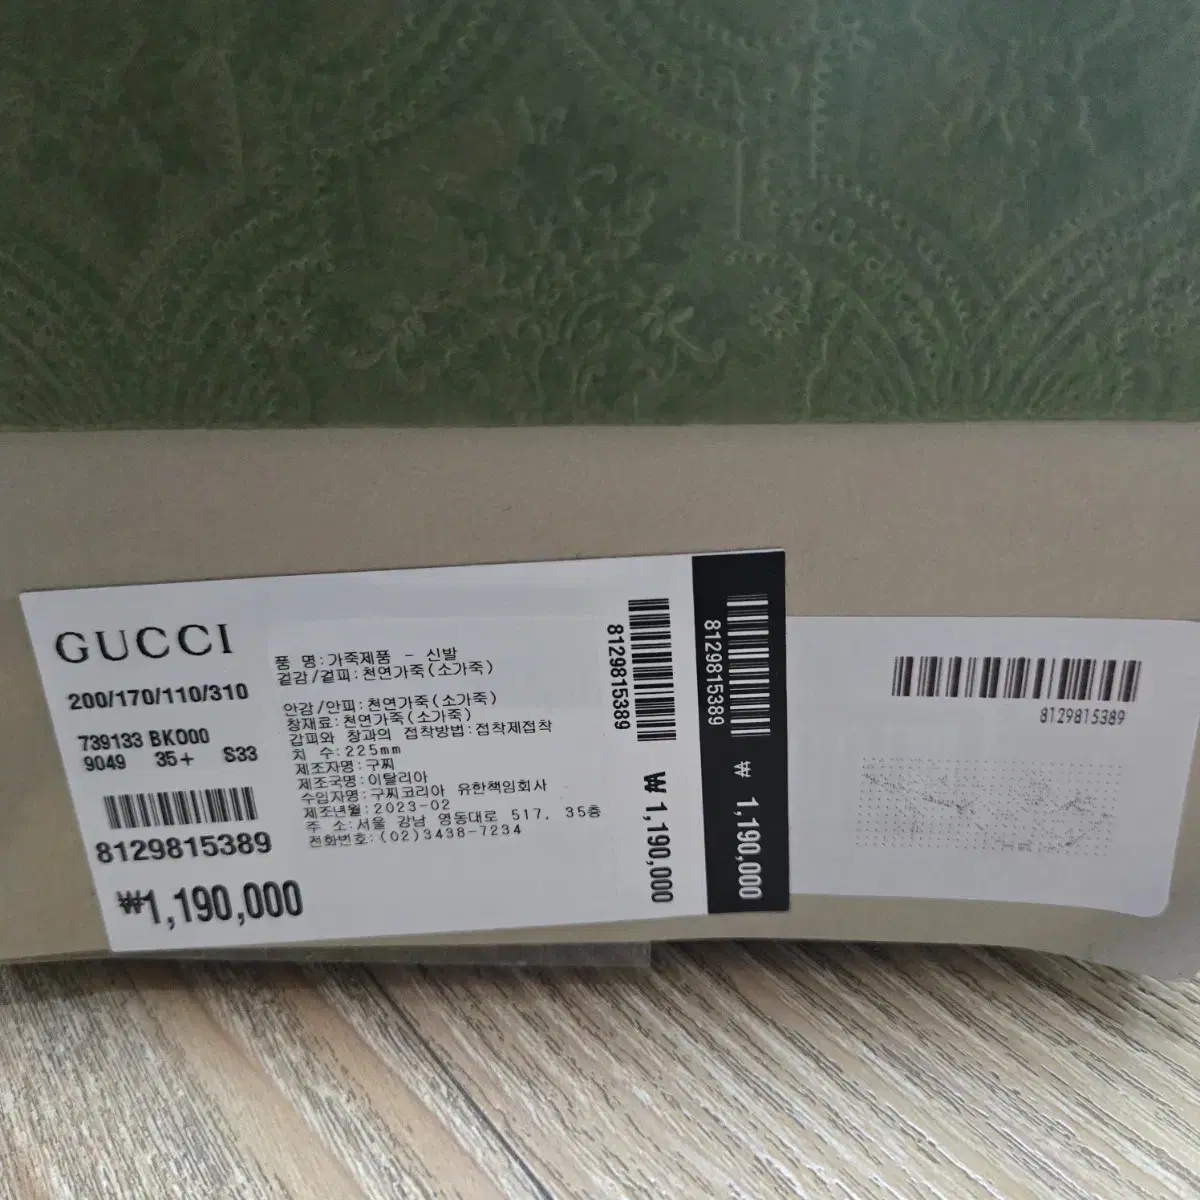 GUCCI
200/170/110/310
739133 BKO00
9049 35+ S33
8129815389
₩1,190,000
품 명:가죽제품 - 신발
겉감/겉피:천연가죽(소가죽)
안감/안피:천연가죽(소가죽)
창재료:천연가죽(소가죽)
갑피와 창과의 접착방법:접착제접착
치 수:225mm
제조자명:구찌
제조국명:이탈리아
수입자명:구찌코리아 유한책임회사
제조년월:2023-02
주 소:서울 강남 영동대로 517, 35층
전화번호:(02)3438-7234
8129815389
₩ 1,190,000
8129815389
₩ 1,190,000
8129815389